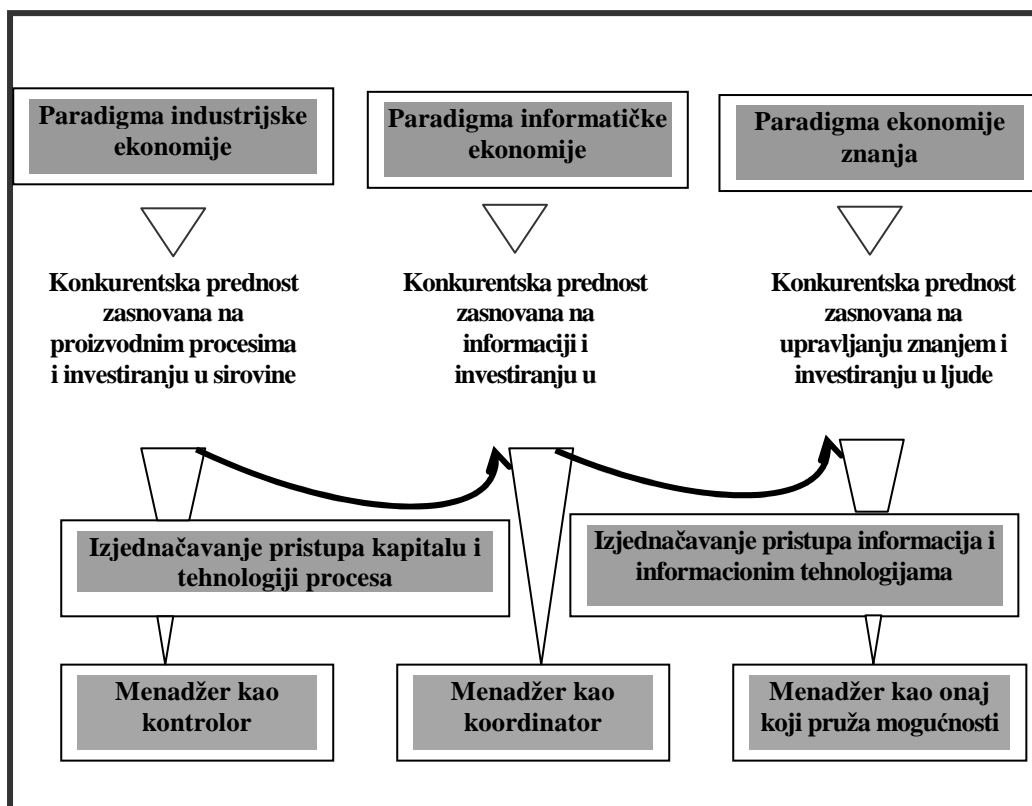 Paradigma industrijske
ekonomije
Paradigma informatičke
ekonomije
Paradigma ekonomije
znanja
Konkurentska prednost
zasnovana na
proizvodnim procesima
i investiranju u sirovine
Konkurentska prednost
zasnovana na
informaciji i
investiranju u
Konkurentska prednost
zasnovana na
upravljanju znanjem i
investiranju u ljude
Izjednačavanje pristupa kapitalu i
tehnologiji procesa
Izjednačavanje pristupa informacija i
informacionim tehnologijama
Menadžer kao
kontrolor
Menadžer kao
koordinator
Menadžer kao onaj
koji pruža mogućnosti